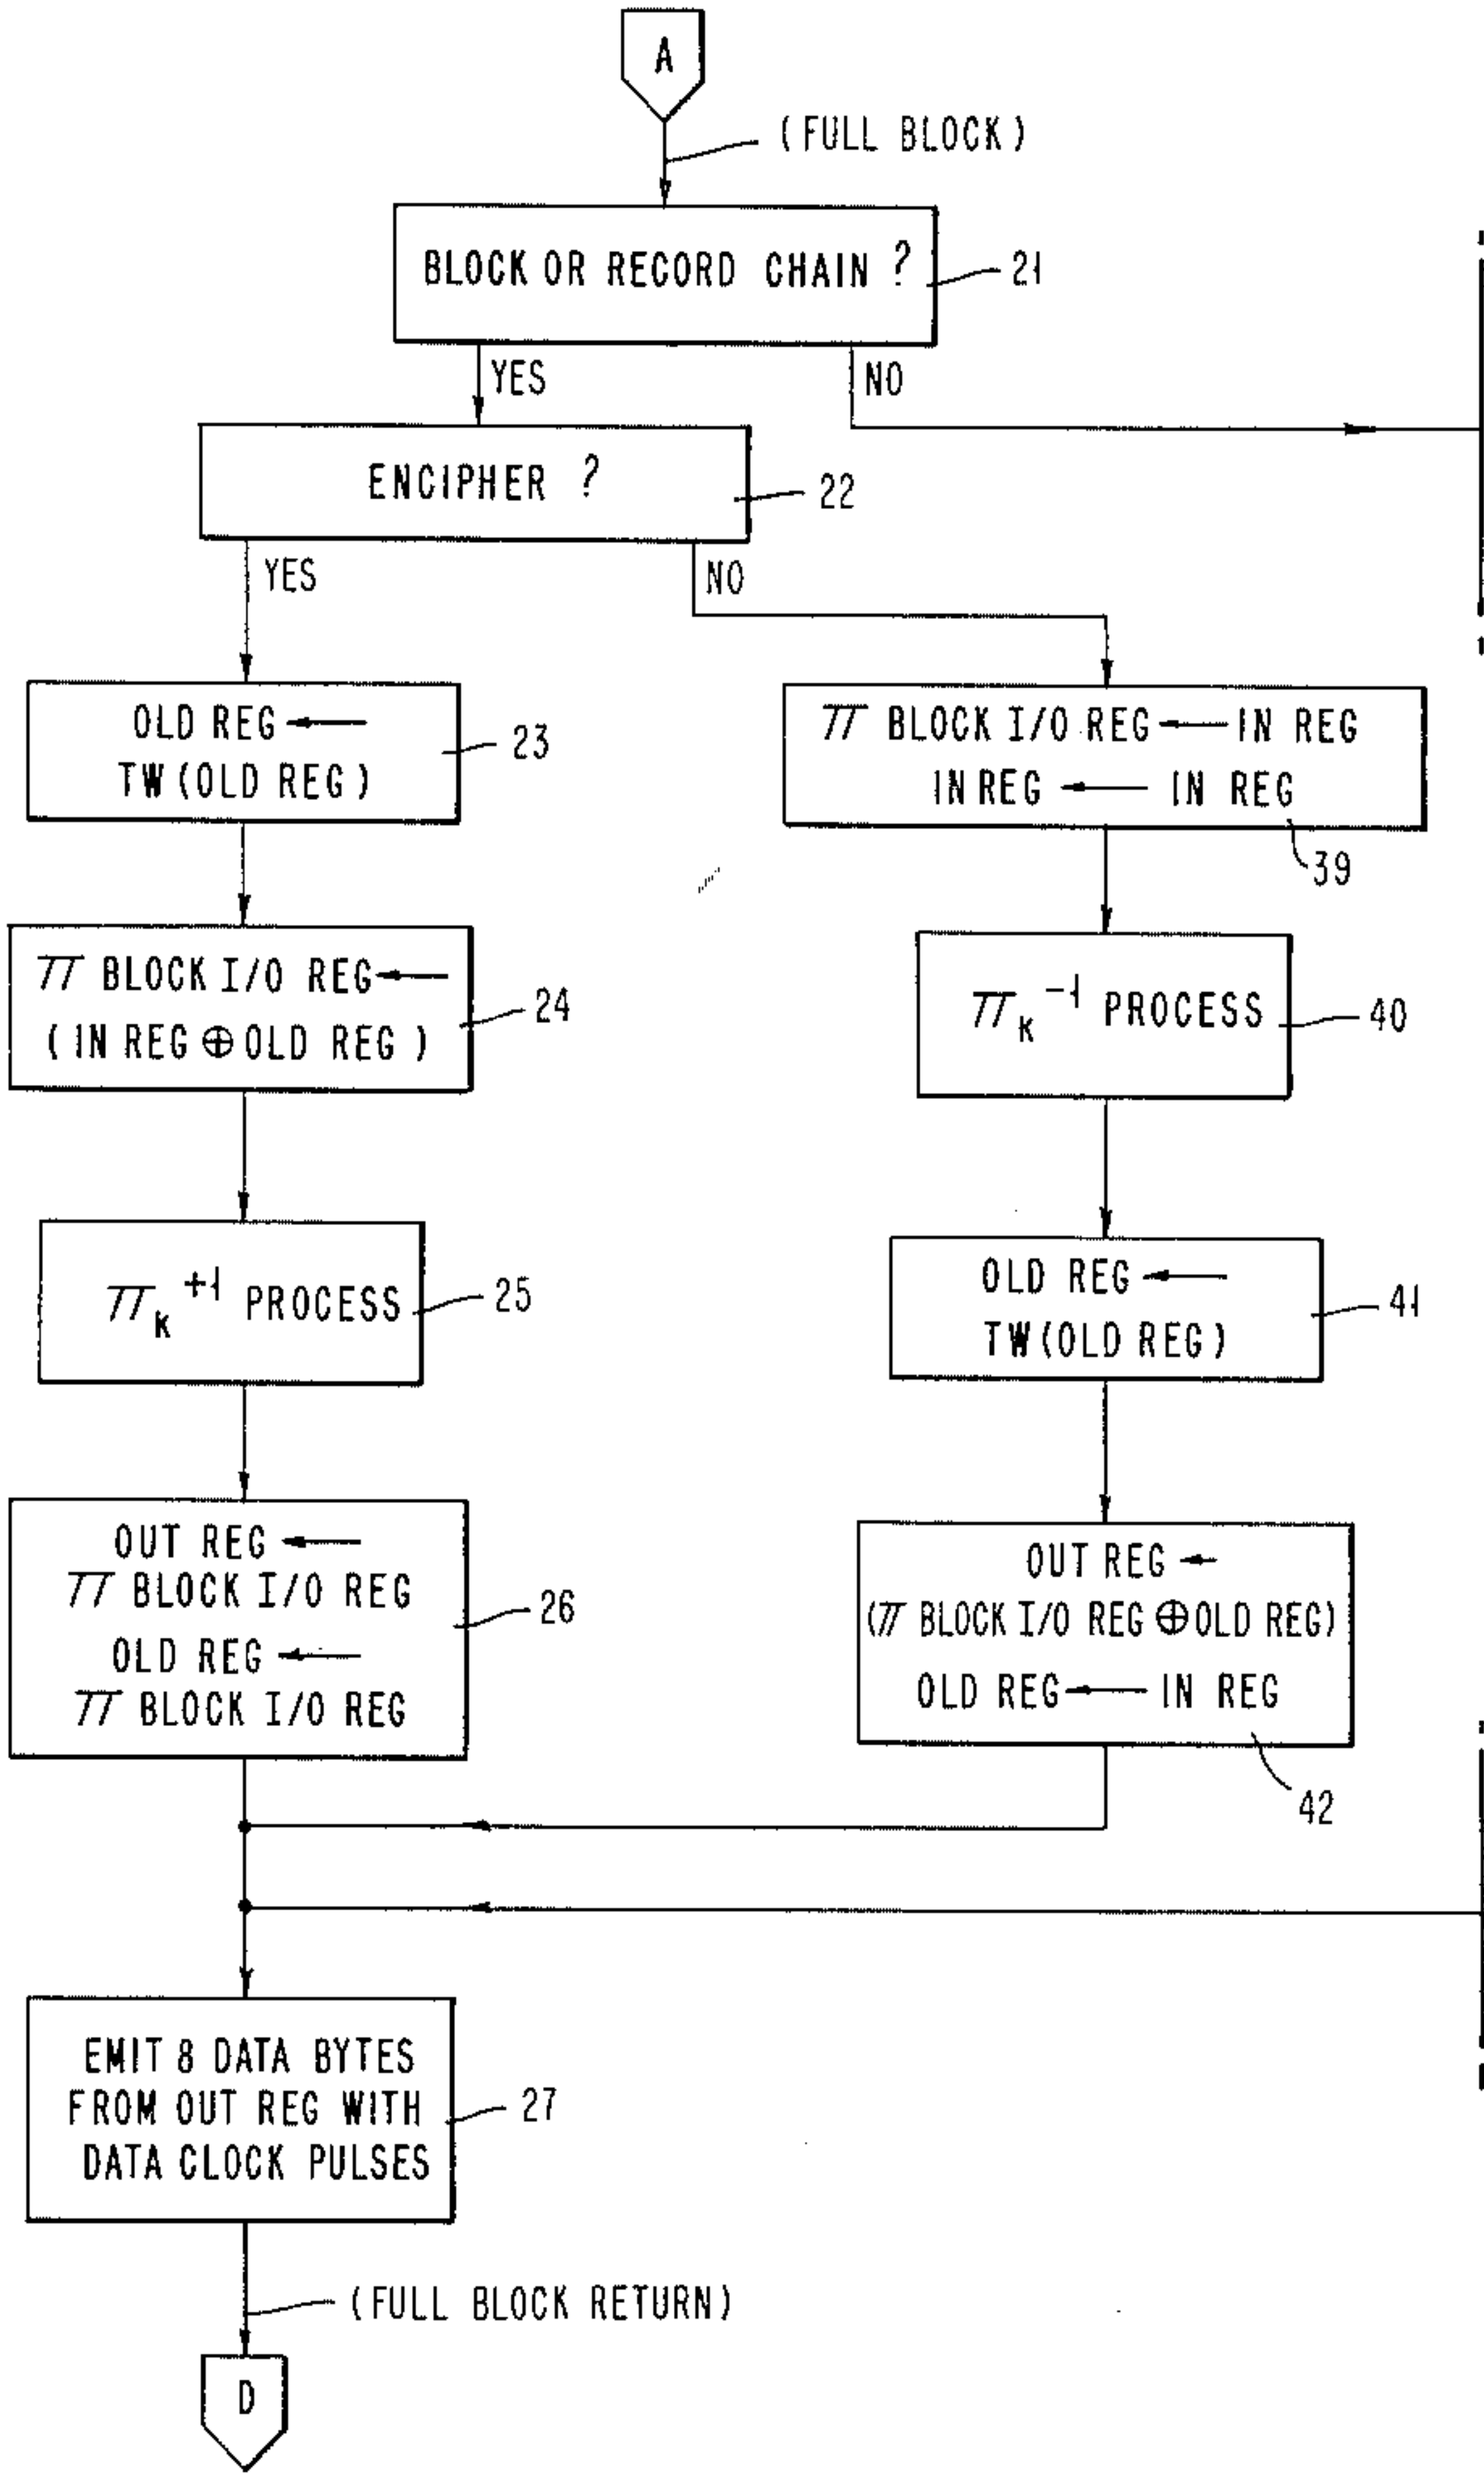 A
(FULL BLOCK)
BLOCK OR RECORD CHAIN ?
21
YES
NO
ENCIPHER ?
22
YES
NO
OLD REG ←
TW (OLD REG)
23
π BLOCK I/O REG ←
(IN REG ⊕ OLD REG)
24
π_k^+1 PROCESS
25
OUT REG ←
π BLOCK I/O REG
OLD REG ←
π BLOCK I/O REG
26
π BLOCK I/O REG ← IN REG
IN REG ← IN REG
39
π_k^-1 PROCESS
40
OLD REG ←
TW (OLD REG)
41
OUT REG ←
(π BLOCK I/O REG ⊕ OLD REG)
OLD REG ← IN REG
42
EMIT 8 DATA BYTES
FROM OUT REG WITH
DATA CLOCK PULSES
27
(FULL BLOCK RETURN)
D